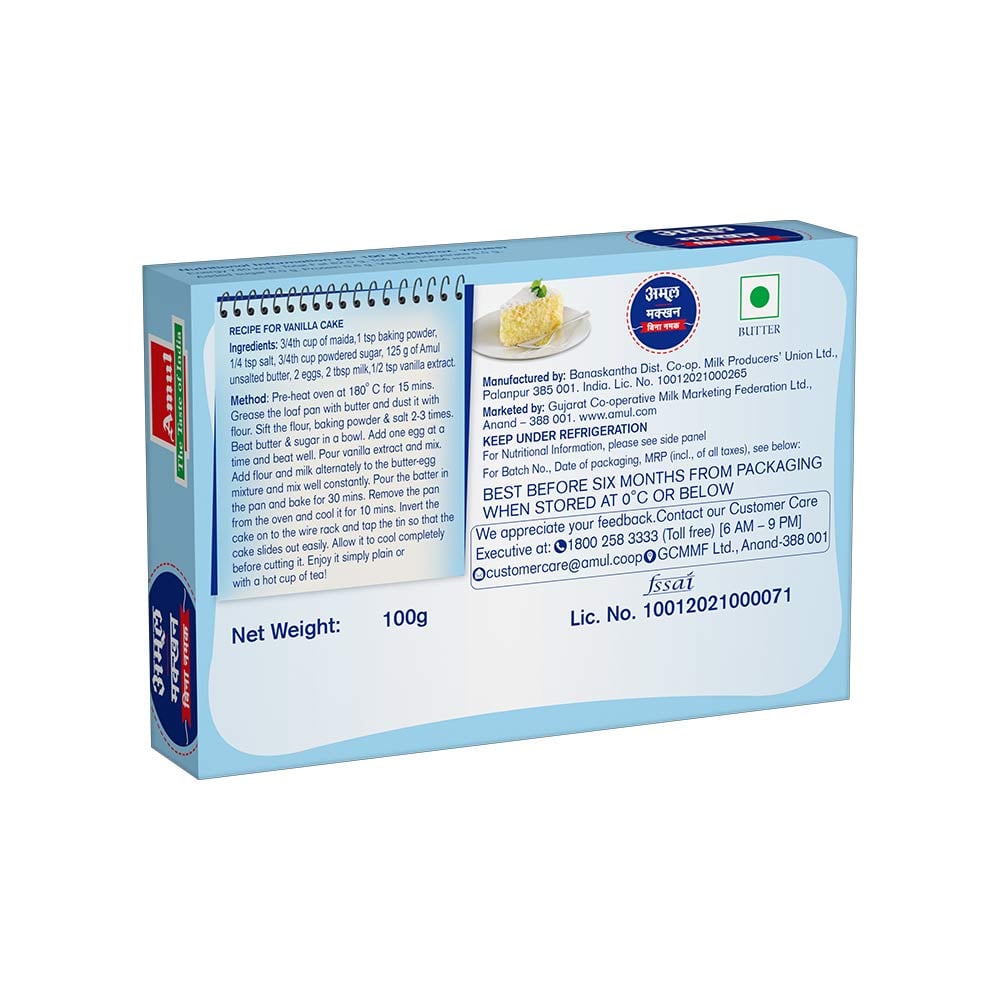 Nutritional Information per 100 g (Approx. values)
RECIPE FOR VANILLA CAKE
Ingredients: 3/4th cup of maida,1 tsp baking powder,
1/4 tsp salt, 3/4th cup powdered sugar, 125 g of Amul
unsalted butter, 2 eggs, 2 tbsp milk,1/2 tsp vanilla extract.
Method: Pre-heat oven at 180° C for 15 mins.
Grease the loaf pan with butter and dust it with
flour. Sift the flour, baking powder & salt 2-3 times.
Beat butter & sugar in a bowl. Add one egg at a
time and beat well. Pour vanilla extract and mix.
Add flour and milk alternately to the butter-egg
mixture and mix well constantly. Pour the batter in
the pan and bake for 30 mins. Remove the pan
from the oven and cool it for 10 mins. Invert the
cake on to the wire rack and tap the tin so that the
cake slides out easily. Allow it to cool completely
before cutting it. Enjoy it simply plain or
with a hot cup of tea!
Net Weight: 100g
अमूल
मक्खन
बिना नमक
BUTTER
Manufactured by: Banaskantha Dist. Co-op. Milk Producers' Union Ltd.,
Palanpur 385 001. India. Lic. No. 10012021000265
Marketed by: Gujarat Co-operative Milk Marketing Federation Ltd.,
Anand – 388 001. www.amul.com
KEEP UNDER REFRIGERATION
For Nutritional Information, please see side panel
For Batch No., Date of packaging, MRP (incl., of all taxes), see below:
BEST BEFORE SIX MONTHS FROM PACKAGING
WHEN STORED AT 0°C OR BELOW
We appreciate your feedback.Contact our Customer Care
Executive at: 1800 258 3333 (Toll free) [6 AM – 9 PM]
customercare@amul.coop GCMMF Ltd., Anand-388 001
fssai
Lic. No. 10012021000071
Amul
The Taste of India
अमूल
मक्खन
बिना नमक
अमूल
मक्खन
बिना नमक